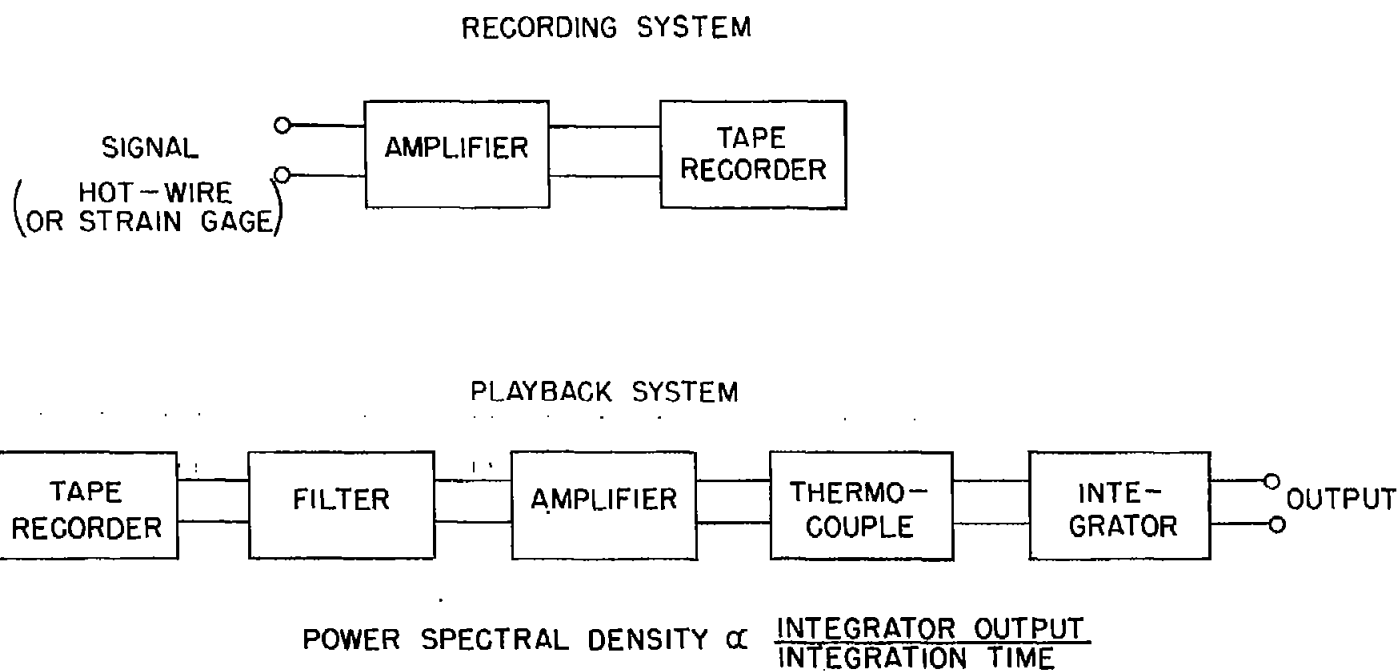 RECORDING SYSTEM
SIGNAL
(HOT-WIRE
OR STRAIN GAGE)
AMPLIFIER
TAPE
RECORDER
PLAYBACK SYSTEM
TAPE
RECORDER
FILTER
AMPLIFIER
THERMO-
COUPLE
INTE-
GRATOR
OUTPUT
POWER SPECTRAL DENSITY ∝ INTEGRATOR OUTPUT
INTEGRATION TIME